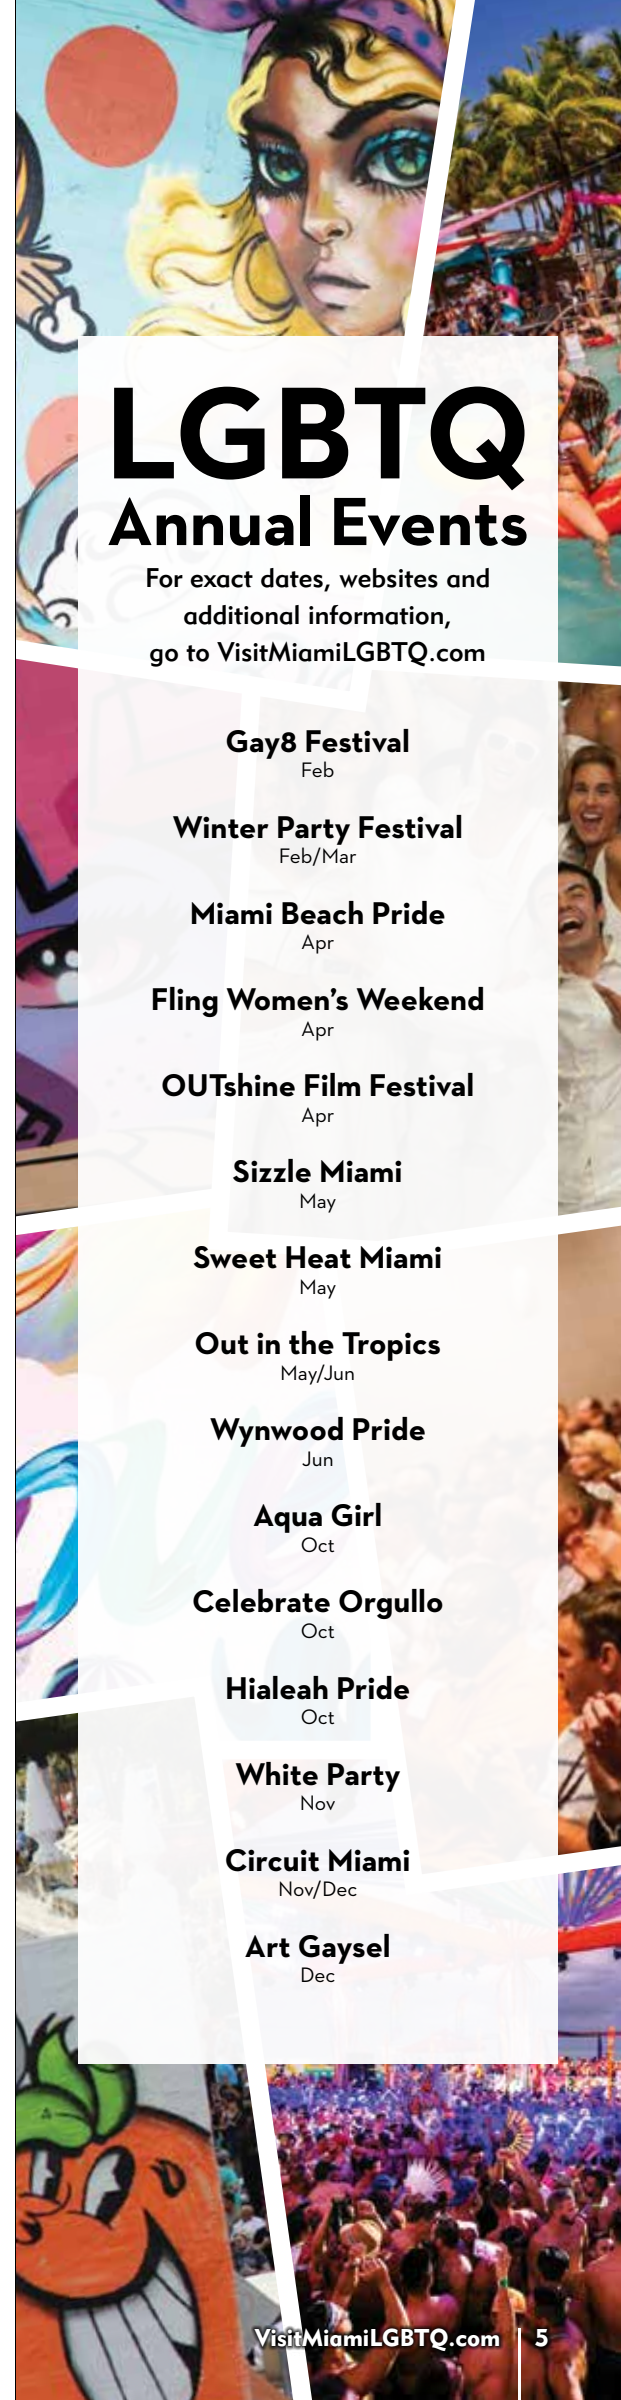 LGBTQ
Annual Events
For exact dates, websites and
additional information,
go to VisitMiamiLGBTQ.com
Gay8 Festival
Feb
Winter Party Festival
Feb/Mar
Miami Beach Pride
Apr
Fling Women’s Weekend
Apr
OUTshine Film Festival
Apr
Sizzle Miami
May
Sweet Heat Miami
May
Out in the Tropics
May/Jun
Wynwood Pride
Jun
Aqua Girl
Oct
Celebrate Orgullo
Oct
Hialeah Pride
Oct
White Party
Nov
Circuit Miami
Nov/Dec
Art Gaysel
Dec
VisitMiamiLGBTQ.com | 5